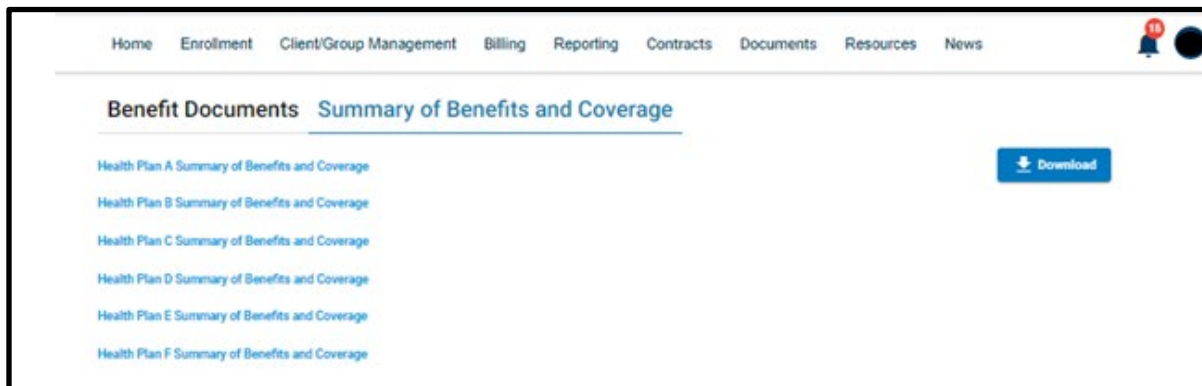 Home Enrollment Client/Group Management Billing Reporting Contracts Documents Resources News 15
Benefit Documents Summary of Benefits and Coverage
Health Plan A Summary of Benefits and Coverage
Download
Health Plan B Summary of Benefits and Coverage
Health Plan C Summary of Benefits and Coverage
Health Plan D Summary of Benefits and Coverage
Health Plan E Summary of Benefits and Coverage
Health Plan F Summary of Benefits and Coverage